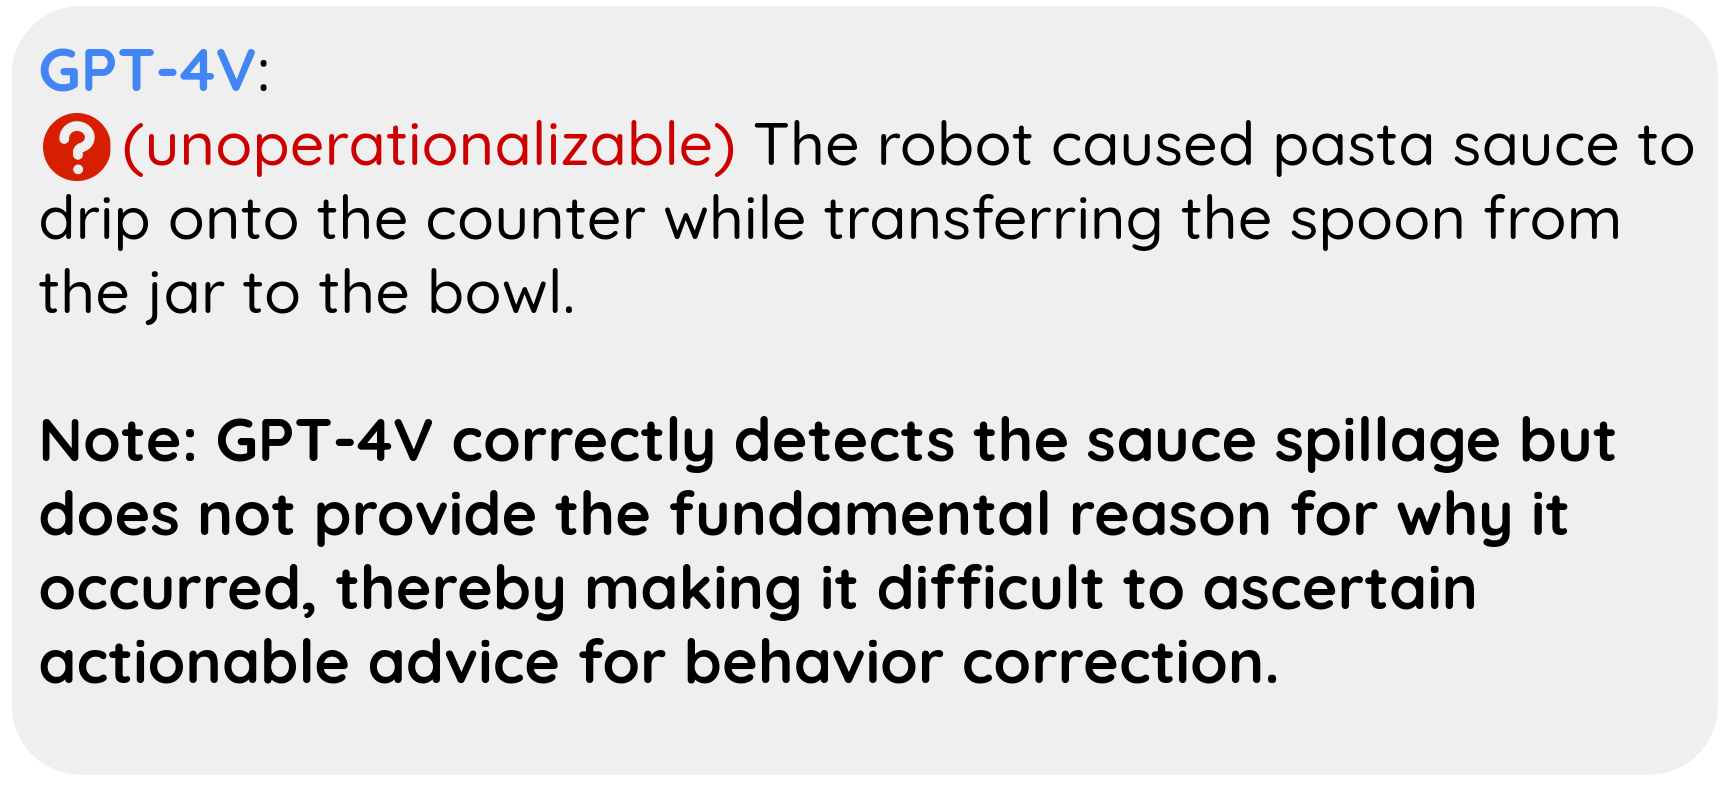 GPT-4V:
? (unoperationalizable) The robot caused pasta sauce to
drip onto the counter while transferring the spoon from
the jar to the bowl.
Note: GPT-4V correctly detects the sauce spillage but
does not provide the fundamental reason for why it
occurred, thereby making it difficult to ascertain
actionable advice for behavior correction.